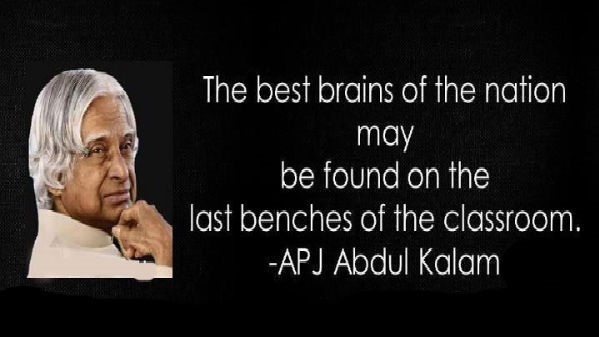 The best brains of the nation
may
be found on the
last benches of the classroom.
-APJ Abdul Kalam